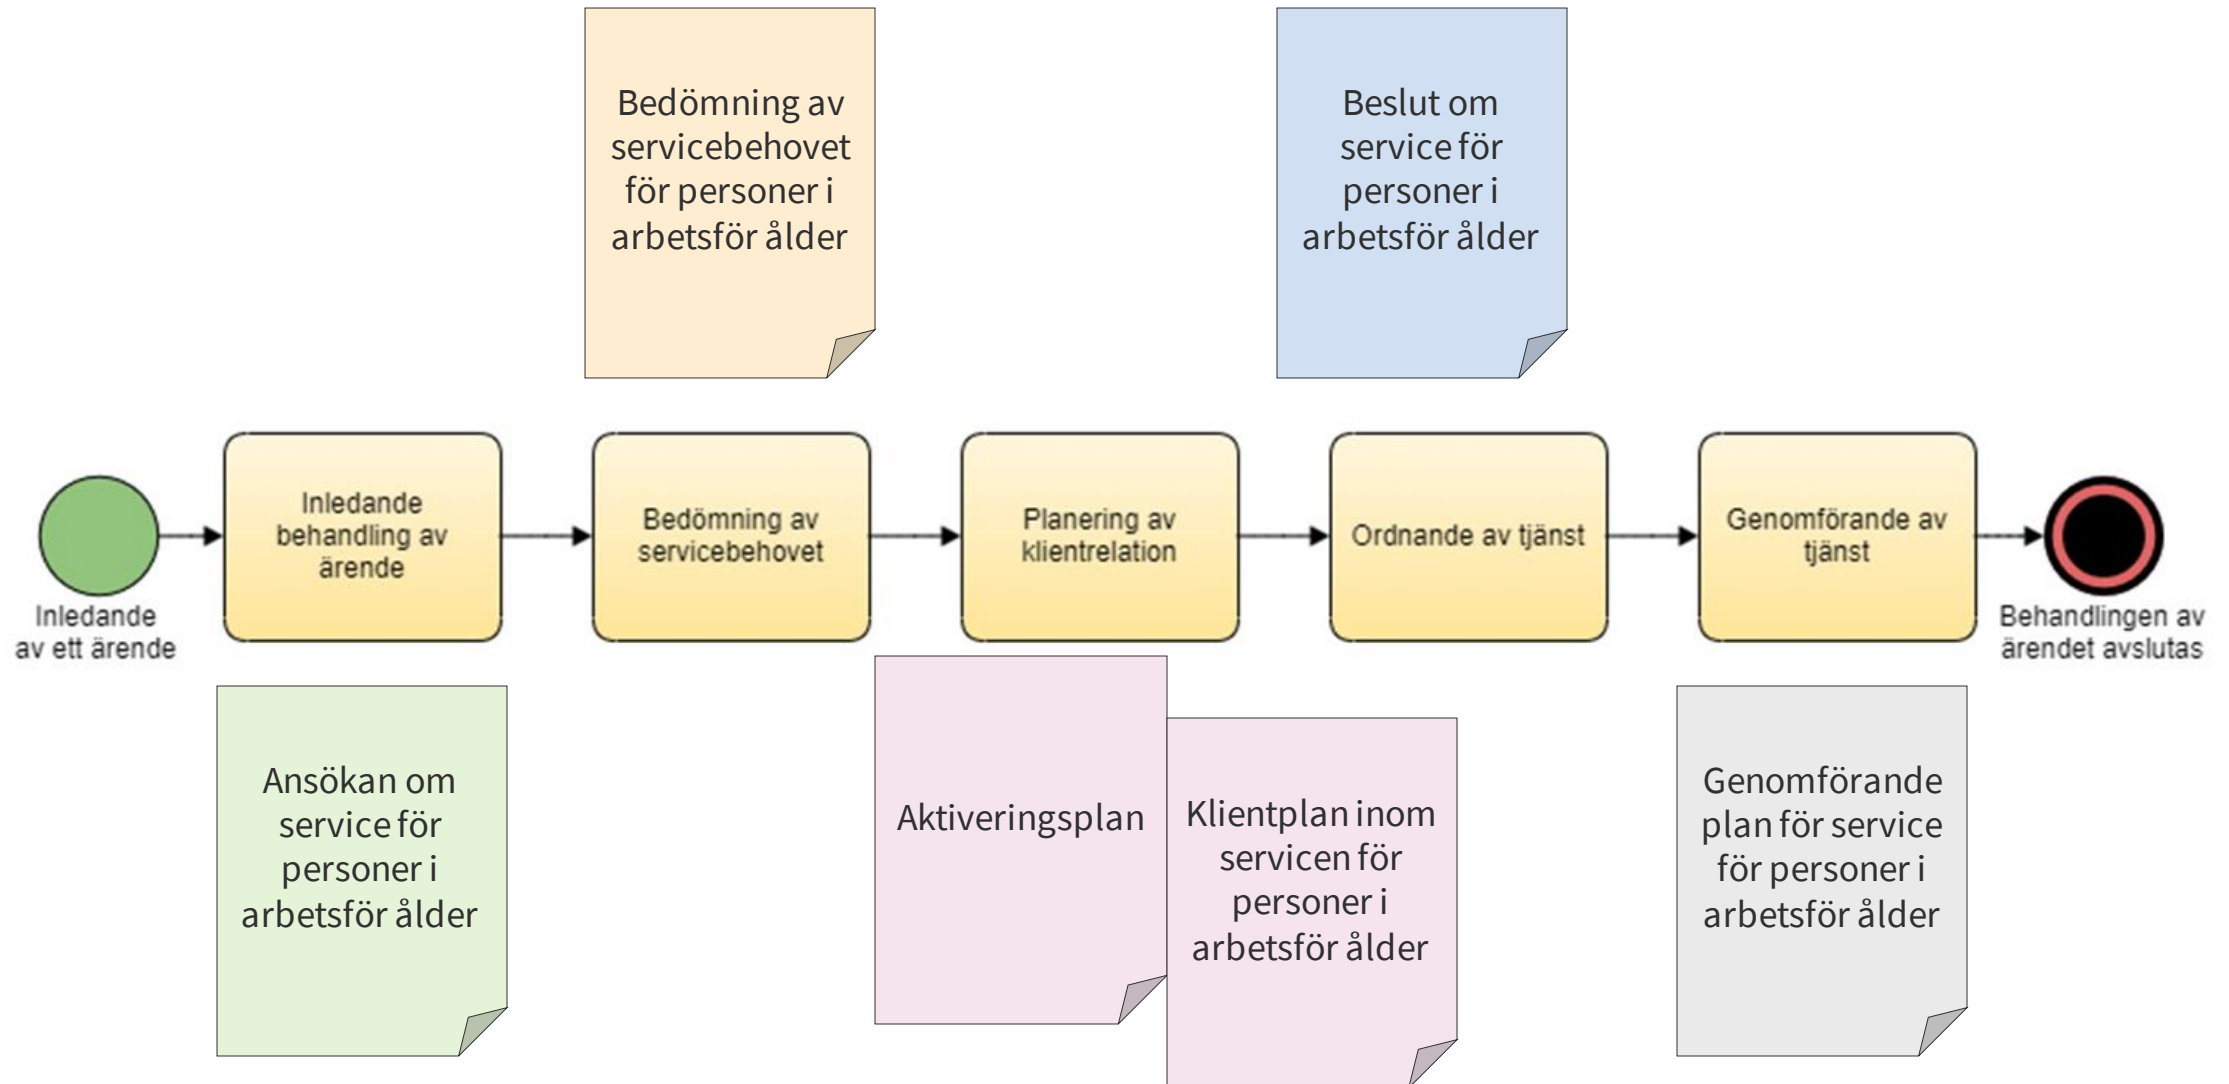 Bedömning av
servicebehovet
för personer i
arbetsför ålder
Beslut om
service för
personer i
arbetsför ålder
Inledande
av ett ärende
Inledande
behandling av
ärende
Bedömning av
servicebehovet
Planering av
klientrelation
Ordnande av tjänst
Genomförande av
tjänst
Behandlingen av
ärendet avslutas
Ansökan om
service för
personer i
arbetsför ålder
Aktiveringsplan
Klientplan inom
servicen för
personer i
arbetsför ålder
Genomförande
plan för service
för personer i
arbetsför ålder